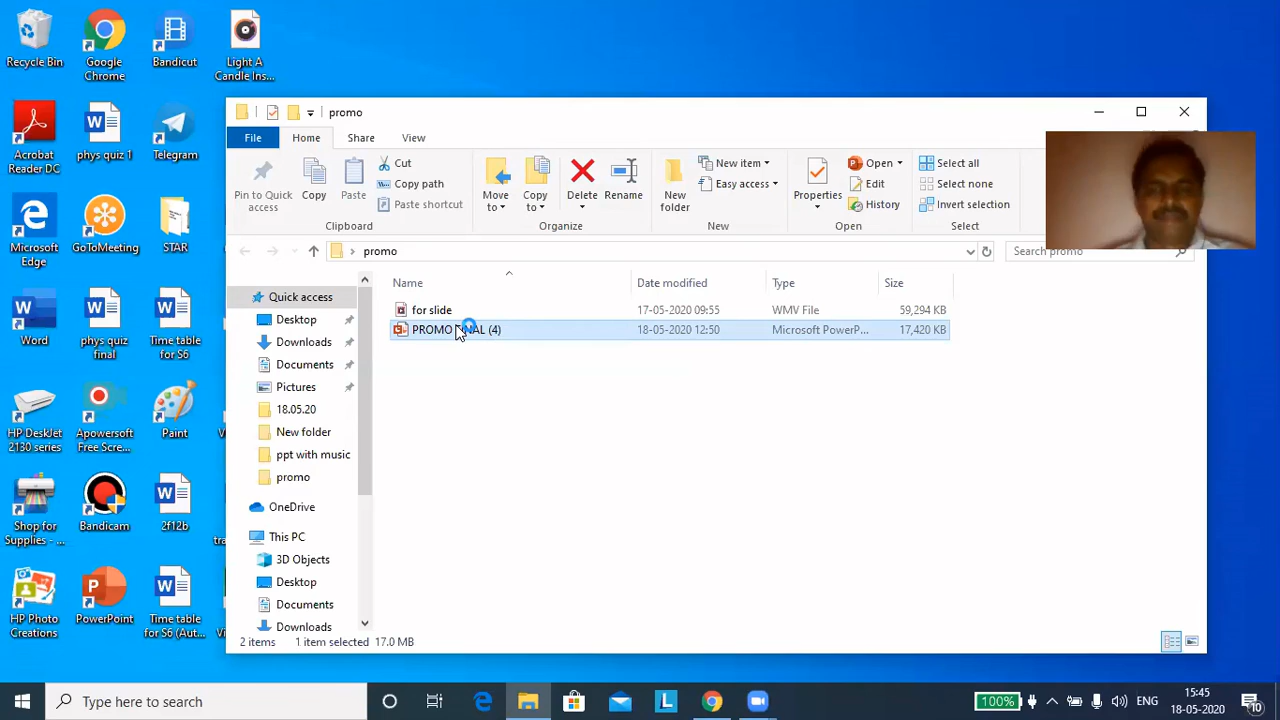 Recycle Bin
Google Chrome
Bandicut
Light A Candle Ins...
Acrobat Reader DC
phys quiz 1
Telegram
Microsoft Edge
GoToMeeting
STAR
Word
phys quiz final
Time table for S6
HP DeskJet 2130 series
Apowersoft Free Scre...
Paint
Shop for Supplies - ...
Bandicam
2f12b
HP Photo Creations
PowerPoint
Time table for S6 (Aut...
promo
File
Home
Share
View
Pin to Quick access
Copy
Paste
Cut
Copy path
Paste shortcut
Clipboard
Move to
Copy to
Delete
Rename
Organize
New folder
New item
Easy access
New
Properties
Open
Edit
History
Open
Select all
Select none
Invert selection
Select
promo
Search promo
Name
Date modified
Type
Size
for slide
17-05-2020 09:55
WMV File
59,294 KB
PROMO
(4)
18-05-2020 12:50
Microsoft PowerP...
17,420 KB
Quick access
Desktop
Downloads
Documents
Pictures
18.05.20
New folder
ppt with music
promo
OneDrive
This PC
3D Objects
Desktop
Documents
Downloads
2 items
1 item selected 17.0 MB
Type here to search
100%
ENG
15:45
18-05-2020
10